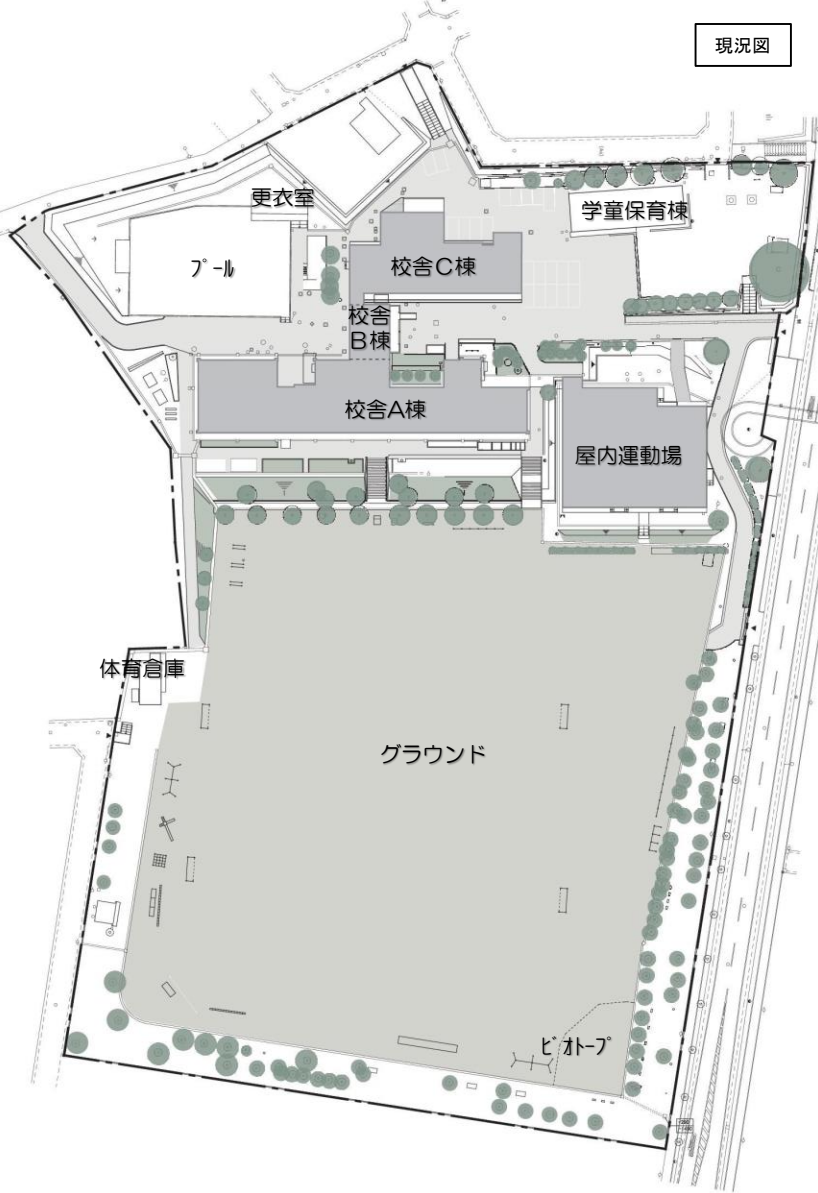 現況図
更衣室
学童保育棟
プール
校舎C棟
校舎
B棟
校舎A棟
屋内運動場
体育倉庫
グラウンド
ビオトープ